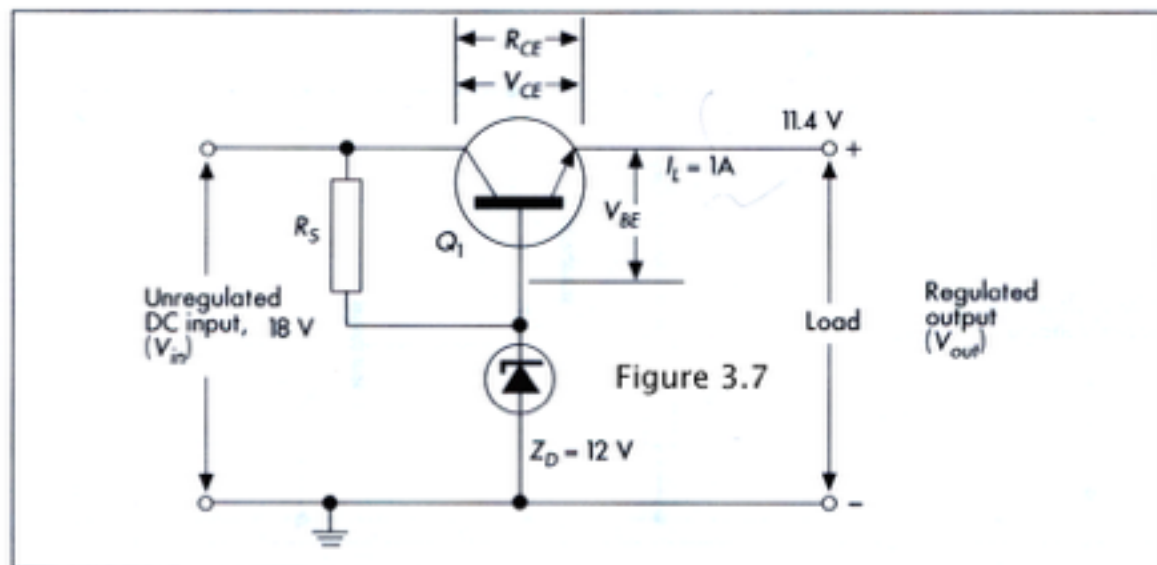 R_CE
V_CE
11.4 V
+
I_L = 1A
V_BE
R_S
Q_1
Unregulated
DC input, 18 V
(V_in)
Load
Regulated
output
(V_out)
Figure 3.7
Z_D = 12 V
–